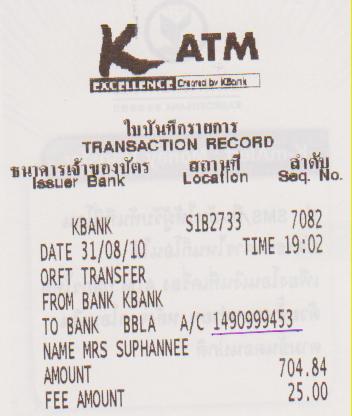 K ATM
EXCELLENCE Created by KBank
ใบบันทึกรายการ
TRANSACTION RECORD
ธนาคารเจ้าของบัตร สถานที่ ลำดับ
Issuer Bank Location Seq. No.
KBANK S1B2733 7082
DATE 31/08/10 TIME 19:02
ORFT TRANSFER
FROM BANK KBANK
TO BANK BBLA A/C 1490999453
NAME MRS SUPHANNEE
AMOUNT 704.84
FEE AMOUNT 25.00